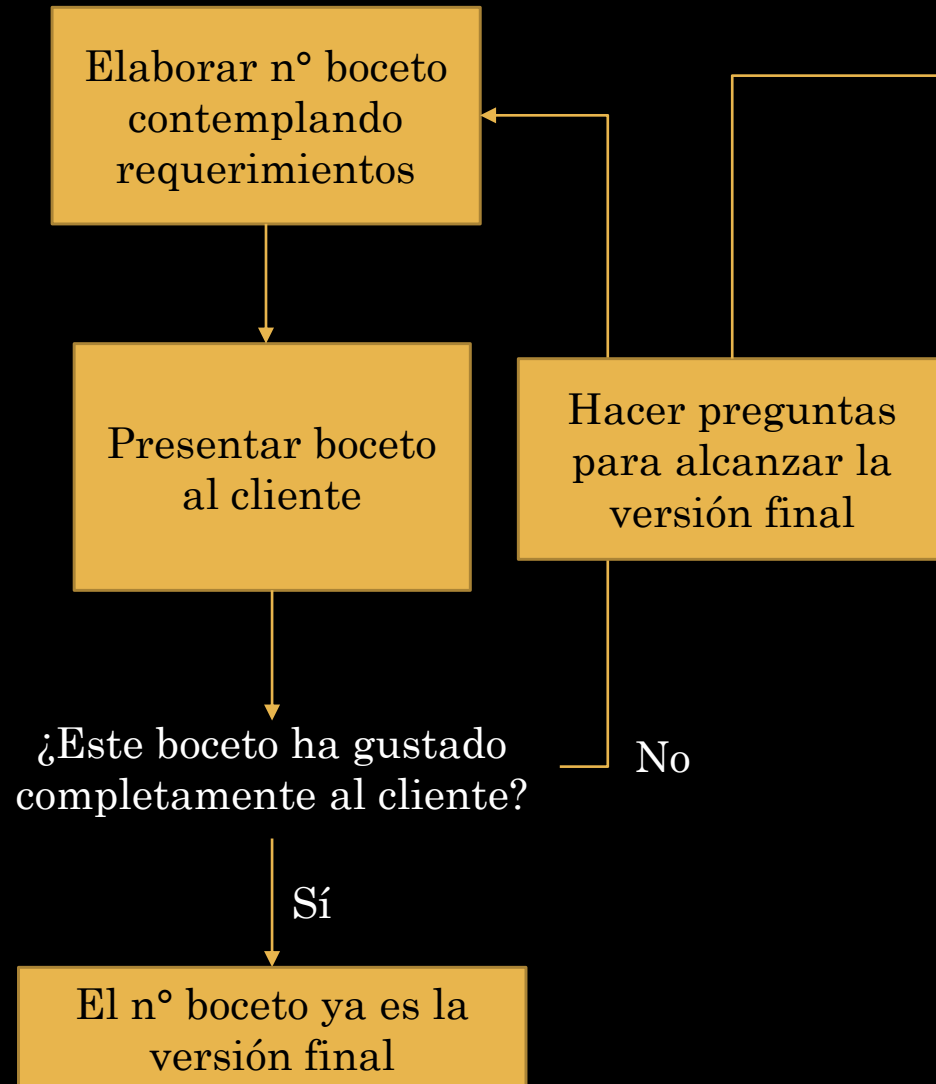 Elaborar n° boceto
contemplando
requerimientos
Presentar boceto
al cliente
Hacer preguntas
para alcanzar la
versión final
¿Este boceto ha gustado
completamente al cliente?
No
Sí
El n° boceto ya es la
versión final